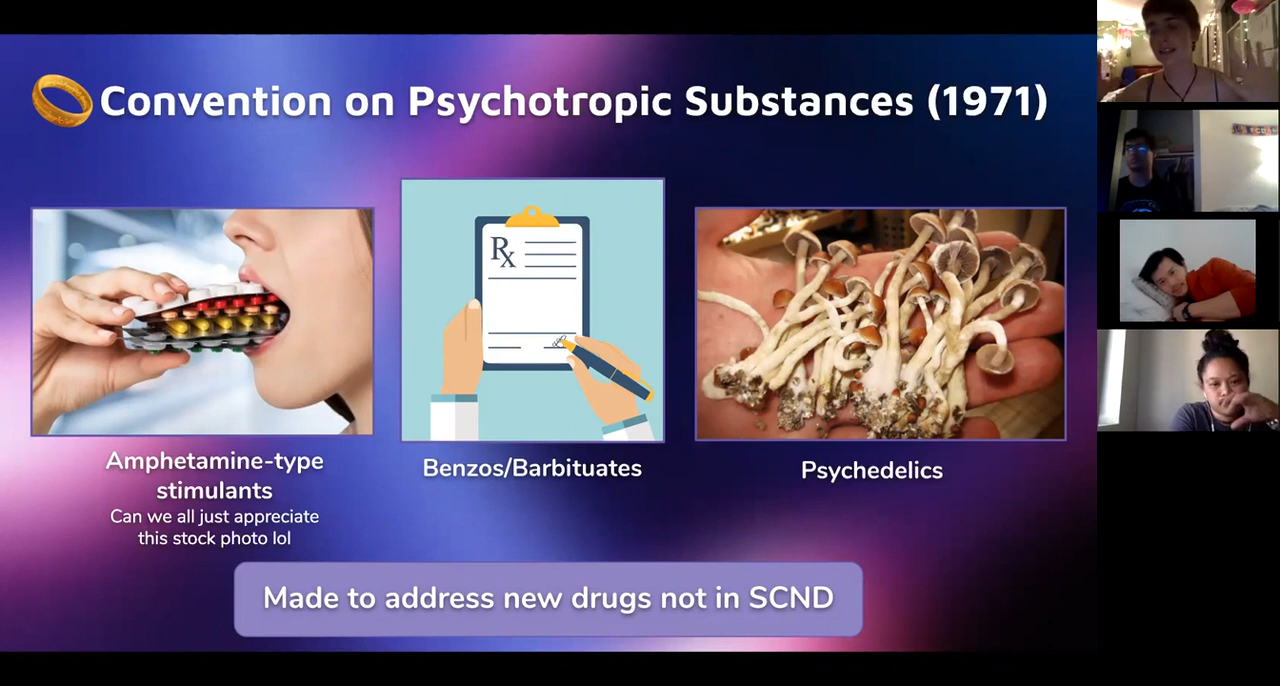 Convention on Psychotropic Substances (1971)
Rx
Amphetamine-type
stimulants
Can we all just appreciate
this stock photo lol
Benzos/Barbituates
Psychedelics
Made to address new drugs not in SCND